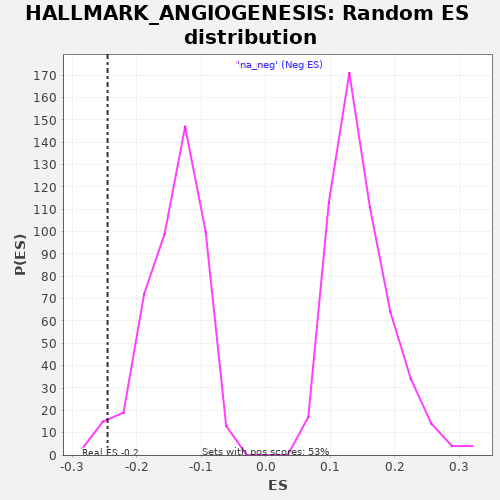 HALLMARK_ANGIOGENESIS: Random ES
distribution
"na_neg' (Neg ES)
170
160
150
140
130
120
110
100
90
80
70
60
50
40
30
20
10
0
P(ES)
Real ES -0.2
Sets with pos scores: 53%
-0.3 -0.2 -0.1 0.0 0.1 0.2 0.3
ES